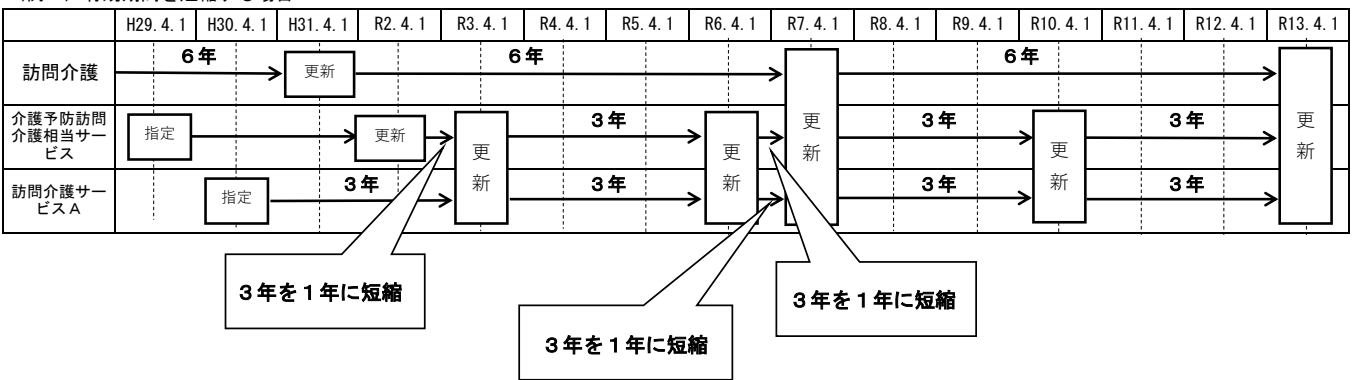 H29.4.1 H30.4.1 H31.4.1 R2.4.1 R3.4.1 R4.4.1 R5.4.1 R6.4.1 R7.4.1 R8.4.1 R9.4.1 R10.4.1 R11.4.1 R12.4.1 R13.4.1
訪問介護
6年
更新
6年
6年
介護予防訪問
介護相当サー
ビス
指定
更新
3年
3年
3年
訪問介護サー
ビスA
指定
3年
3年
3年
3年
更新
更新
更新
更新
更新
3年を1年に短縮
3年を1年に短縮
3年を1年に短縮